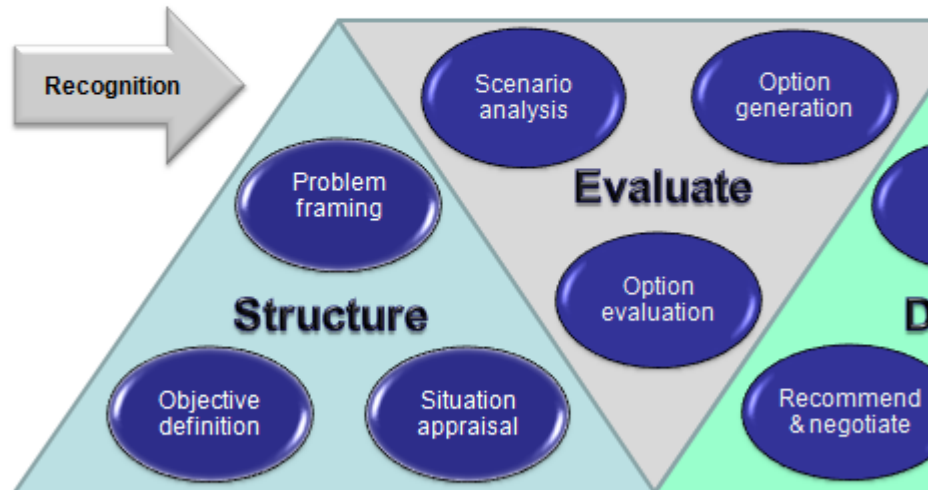 Recognition
Scenario
analysis
Option
generation
Problem
framing
Evaluate
Option
evaluation
Structure
D
Objective
definition
Situation
appraisal
Recommend
& negotiate